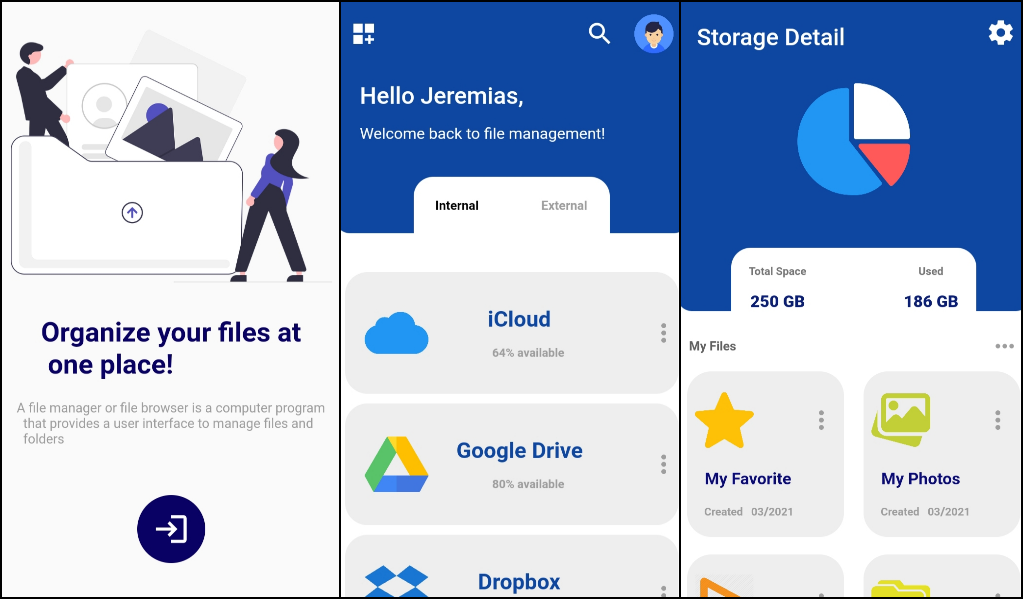 Organize your files at
one place!
A file manager or file browser is a computer program
that provides a user interface to manage files and
folders
Hello Jeremias,
Welcome back to file management!
Internal External
iCloud
64% available
Google Drive
80% available
Dropbox
Storage Detail
Total Space Used
250 GB 186 GB
My Files
My Favorite My Photos
Created 03/2021 Created 03/2021